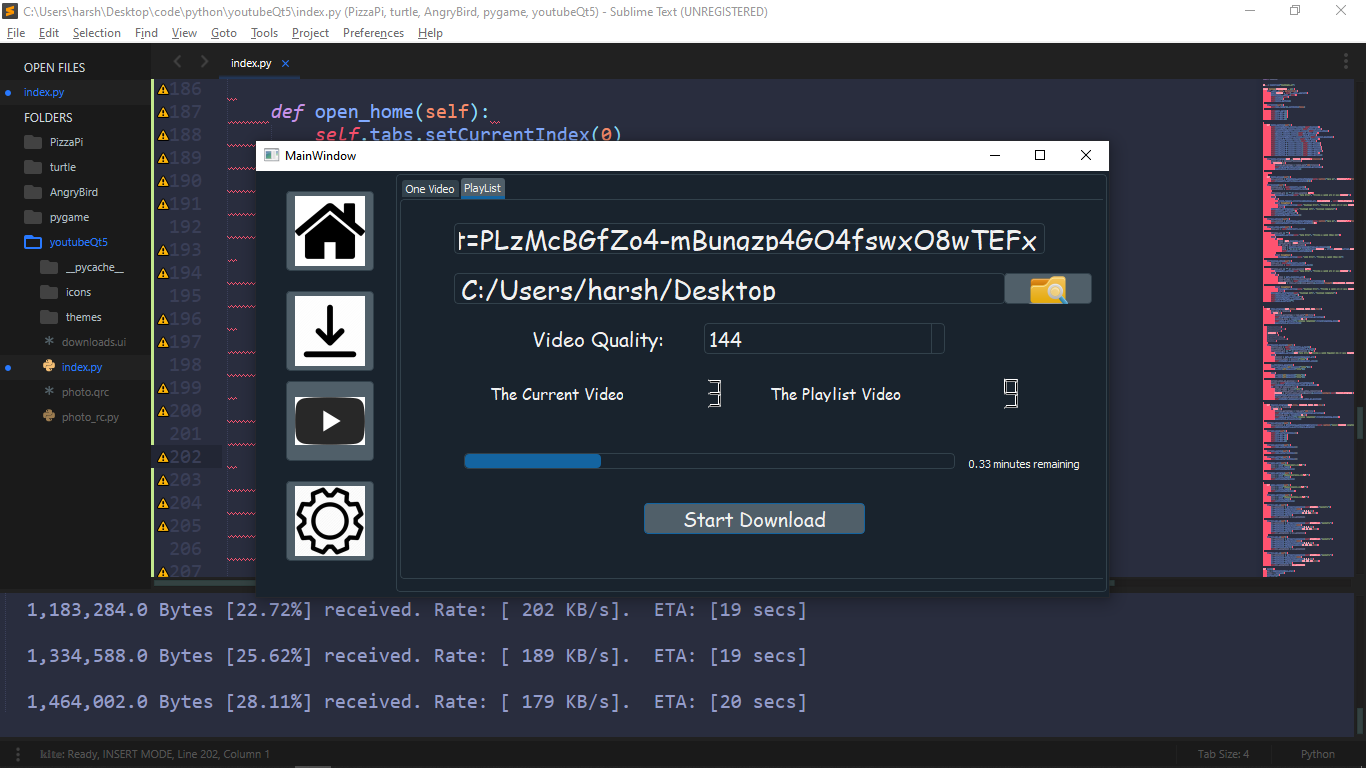 C:\Users\harsh\Desktop\code\python\youtubeQt5\index.py (PizzaPi, turtle, AngryBird, pygame, youtubeQt5) - Sublime Text (UNREGISTERED)
File Edit Selection Find View Goto Tools Project Preferences Help
OPEN FILES
index.py
FOLDERS
PizzaPi
turtle
AngryBird
pygame
youtubeQt5
__pycache__
icons
themes
downloads.ui
index.py
photo.qrc
photo_rc.py
index.py
186
187 def open_home(self):
188 self.tabs.setCurrentIndex(0)
189
190
191
192
193
194
195
196
197
198
199
200
201
202
203
204
205
206
207
MainWindow
One Video PlayList
t=PLzMcBGfZo4-mBungzp4GO4fswxO8wTEFx
C:/Users/harsh/Desktop
Video Quality: 144
The Current Video 3 The Playlist Video 9
0.33 minutes remaining
Start Download
1,183,284.0 Bytes [22.72%] received. Rate: [ 202 KB/s]. ETA: [19 secs]
1,334,588.0 Bytes [25.62%] received. Rate: [ 189 KB/s]. ETA: [19 secs]
1,464,002.0 Bytes [28.11%] received. Rate: [ 179 KB/s]. ETA: [20 secs]
kite: Ready, INSERT MODE, Line 202, Column 1 Tab Size: 4 Python